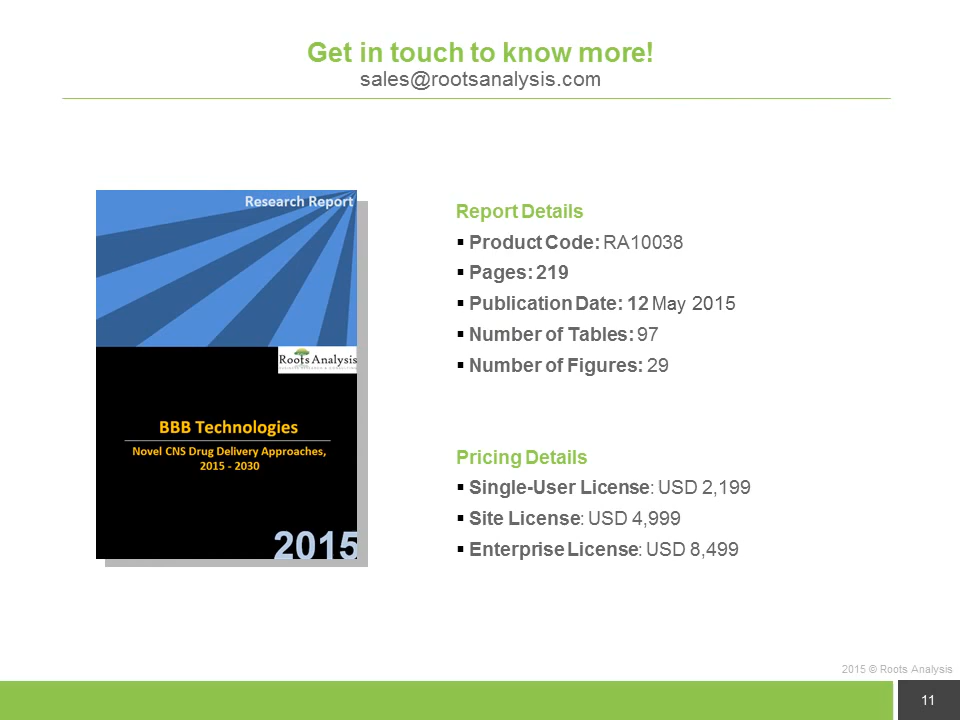 Get in touch to know more!
sales@rootsanalysis.com
Research Report
Roots Analysis
BUSINESS RESEARCH & CONSULTING
BBB Technologies
Novel CNS Drug Delivery Approaches,
2015 - 2030
2015
Report Details
▪ Product Code: RA10038
▪ Pages: 219
▪ Publication Date: 12 May 2015
▪ Number of Tables: 97
▪ Number of Figures: 29
Pricing Details
▪ Single-User License: USD 2,199
▪ Site License: USD 4,999
▪ Enterprise License: USD 8,499
2015 © Roots Analysis
11